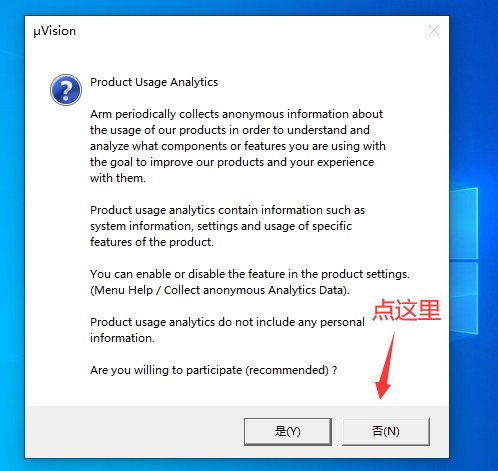 µVision
Product Usage Analytics
Arm periodically collects anonymous information about
the usage of our products in order to understand and
analyze what components or features you are using with
the goal to improve our products and your experience
with them.
Product usage analytics contain information such as
system information, settings and usage of specific
features of the product.
You can enable or disable the feature in the product settings.
(Menu Help / Collect anonymous Analytics Data).
点这里
Product usage analytics do not include any personal
information.
Are you willing to participate (recommended) ?
是(Y)
否(N)